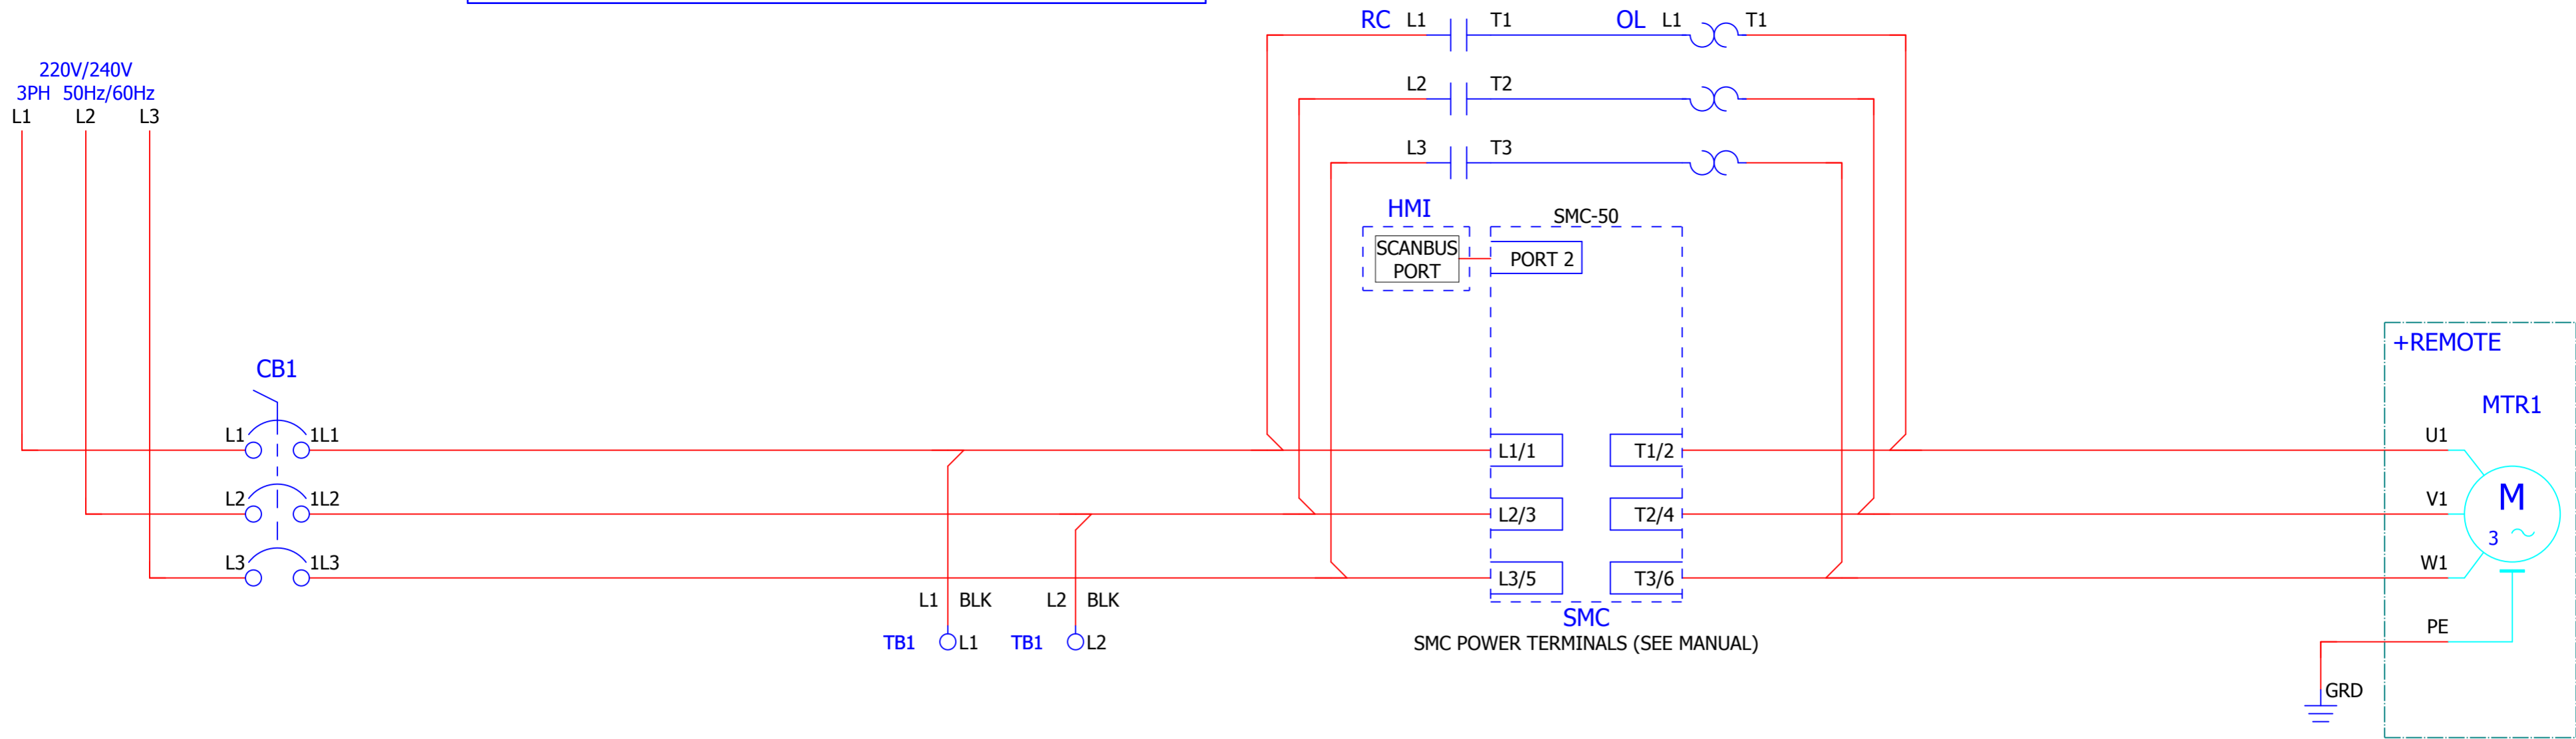 RC L1 T1 OL L1 T1
220V/240V
3PH 50Hz/60Hz
L1 L2 L3
L2 T2
L3 T3
HMI
SMC-50
SCANBUS
PORT
PORT 2
+REMOTE
CB1
MTR1
L1 1L1 L1/1 T1/2 U1
L2 1L2 L2/3 T2/4 V1
M
3
L3 1L3 L3/5 T3/6 W1
L1 BLK L2 BLK
SMC
TB1 L1 TB1 L2
SMC POWER TERMINALS (SEE MANUAL)
PE
GRD